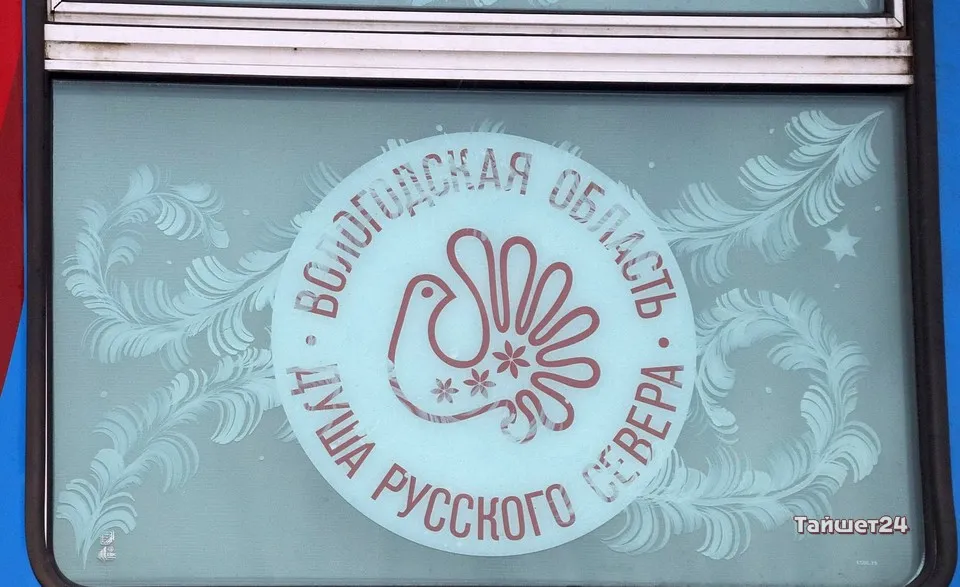 ВОЛОГОДСКАЯ ОБЛАСТЬ
ДУША РУССКОГО СЕВЕРА
Тайшет24